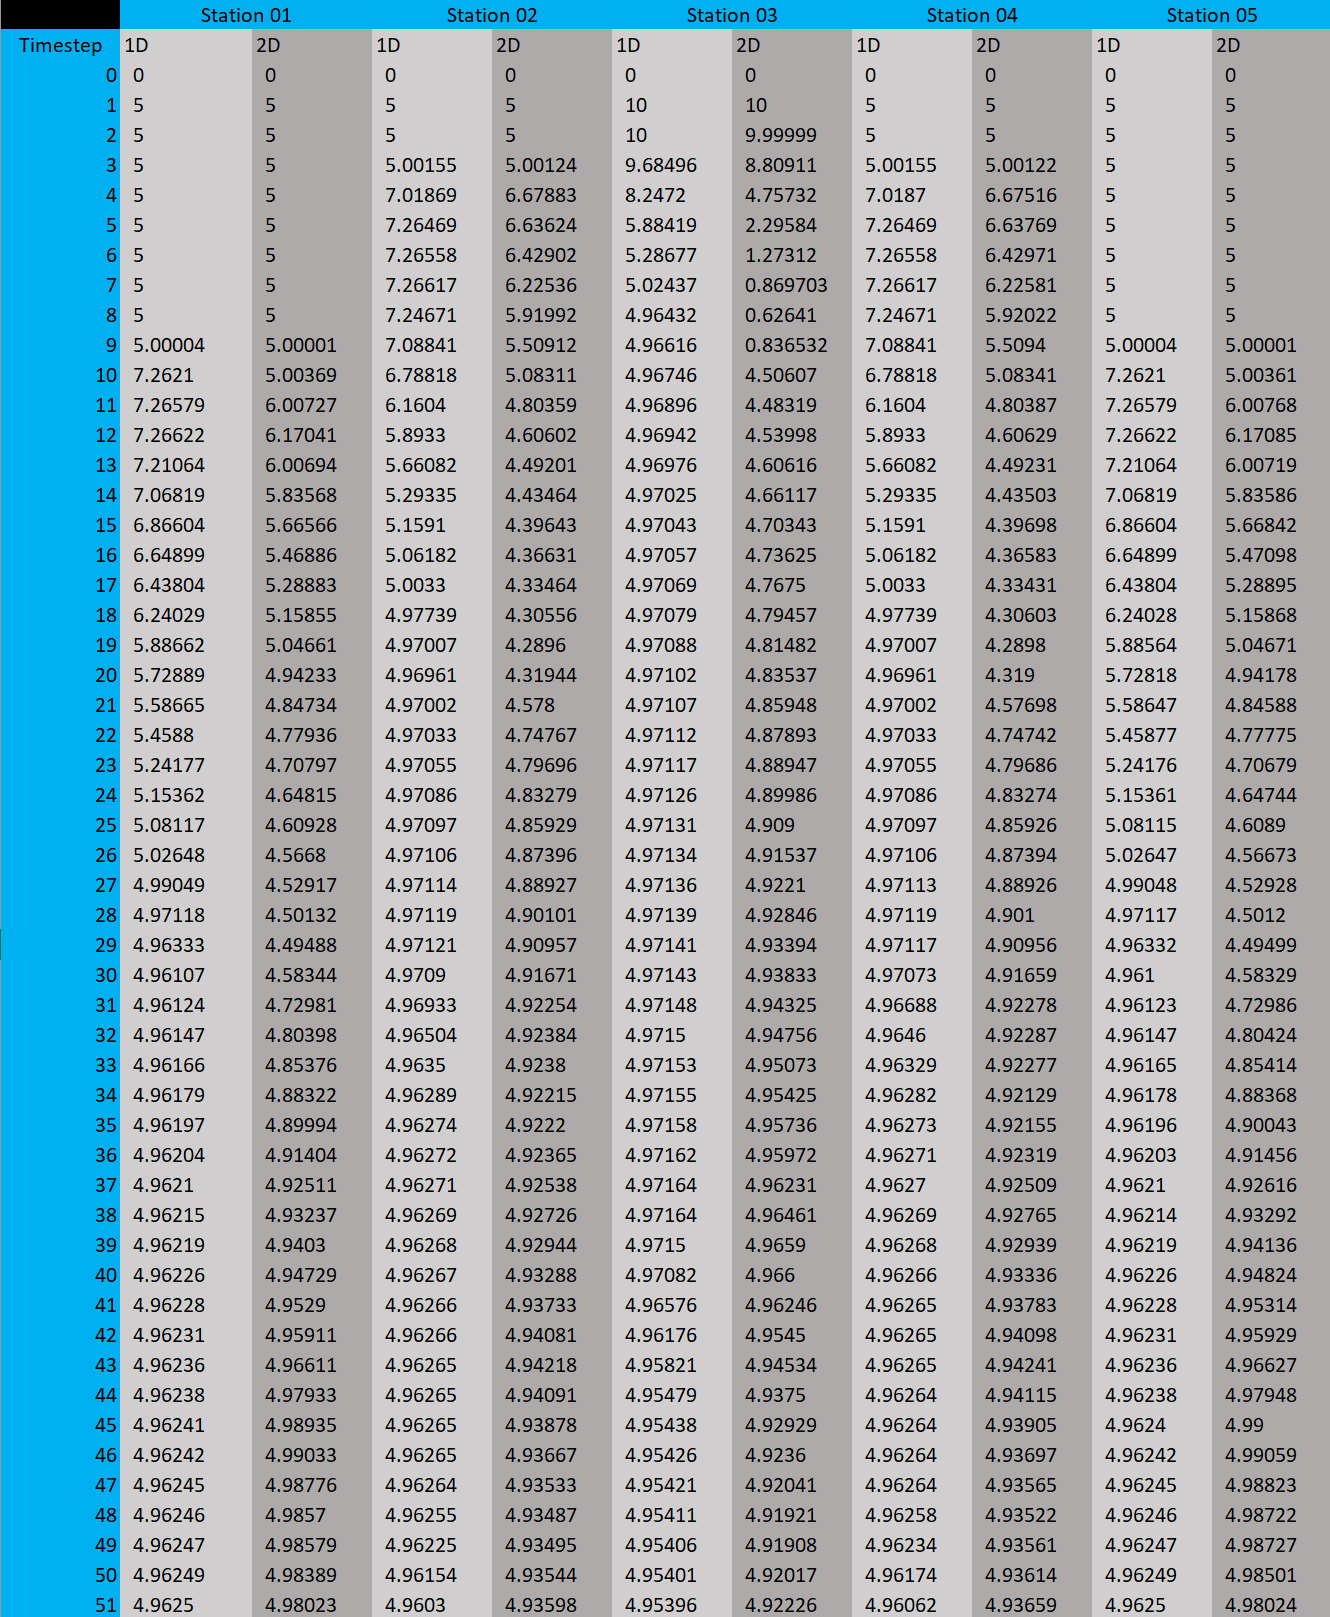 Station 01 Station 02 Station 03 Station 04 Station 05
Timestep 1D 2D 1D 2D 1D 2D 1D 2D 1D 2D
0 0 0 0 0 0 0 0 0 0 0
1 5 5 5 5 10 10 5 5 5 5
2 5 5 5 5 10 9.99999 5 5 5 5
3 5 5 5.00155 5.00124 9.68496 8.80911 5.00155 5.00122 5 5
4 5 5 7.01869 6.67883 8.2472 4.75732 7.0187 6.67516 5 5
5 5 5 7.26469 6.63624 5.88419 2.29584 7.26469 6.63769 5 5
6 5 5 7.26558 6.42902 5.28677 1.27312 7.26558 6.42971 5 5
7 5 5 7.26617 6.22536 5.02437 0.869703 7.26617 6.22581 5 5
8 5 5 7.24671 5.91992 4.96432 0.62641 7.24671 5.92022 5 5
9 5.00004 5.00001 7.08841 5.50912 4.96616 0.836532 7.08841 5.5094 5.00004 5.00001
10 7.2621 5.00369 6.78818 5.08311 4.96746 4.50607 6.78818 5.08341 7.2621 5.00361
11 7.26579 6.00727 6.1604 4.80359 4.96896 4.48319 6.1604 4.80387 7.26579 6.00768
12 7.26622 6.17041 5.8933 4.60602 4.96942 4.53998 5.8933 4.60629 7.26622 6.17085
13 7.21064 6.00694 5.66082 4.49201 4.96976 4.60616 5.66082 4.49231 7.21064 6.00719
14 7.06819 5.83568 5.29335 4.43464 4.97025 4.66117 5.29335 4.43503 7.06819 5.83586
15 6.86604 5.66566 5.1591 4.39643 4.97043 4.70343 5.1591 4.39698 6.86604 5.66842
16 6.64899 5.46886 5.06182 4.36631 4.97057 4.73625 5.06182 4.36583 6.64899 5.47098
17 6.43804 5.28883 5.0033 4.33464 4.97069 4.7675 5.0033 4.33431 6.43804 5.28895
18 6.24029 5.15855 4.97739 4.30556 4.97079 4.79457 4.97739 4.30603 6.24028 5.15868
19 5.88662 5.04661 4.97007 4.2896 4.97088 4.81482 4.97007 4.2898 5.88564 5.04671
20 5.72889 4.94233 4.96961 4.31944 4.97102 4.83537 4.96961 4.319 5.72818 4.94178
21 5.58665 4.84734 4.97002 4.578 4.97107 4.85948 4.97002 4.57698 5.58647 4.84588
22 5.4588 4.77936 4.97033 4.74767 4.97112 4.87893 4.97033 4.74742 5.45877 4.77775
23 5.24177 4.70797 4.97055 4.79696 4.97117 4.88947 4.97055 4.79686 5.24176 4.70679
24 5.15362 4.64815 4.97086 4.83279 4.97126 4.89986 4.97086 4.83274 5.15361 4.64744
25 5.08117 4.60928 4.97097 4.85929 4.97131 4.909 4.97097 4.85926 5.08115 4.6089
26 5.02648 4.5668 4.97106 4.87396 4.97134 4.91537 4.97106 4.87394 5.02647 4.56673
27 4.99049 4.52917 4.97114 4.88927 4.97136 4.9221 4.97113 4.88926 4.99048 4.52928
28 4.97118 4.50132 4.97119 4.90101 4.97139 4.92846 4.97119 4.901 4.97117 4.5012
29 4.96333 4.49488 4.97121 4.90957 4.97141 4.93394 4.97117 4.90956 4.96332 4.49499
30 4.96107 4.58344 4.9709 4.91671 4.97143 4.93833 4.97073 4.91659 4.961 4.58329
31 4.96124 4.72981 4.96933 4.92254 4.97148 4.94325 4.96688 4.92278 4.96123 4.72986
32 4.96147 4.80398 4.96504 4.92384 4.9715 4.94756 4.9646 4.92287 4.96147 4.80424
33 4.96166 4.85376 4.9635 4.9238 4.97153 4.95073 4.96329 4.92277 4.96165 4.85414
34 4.96179 4.88322 4.96289 4.92215 4.97155 4.95425 4.96282 4.92129 4.96178 4.88368
35 4.96197 4.89994 4.96274 4.9222 4.97158 4.95736 4.96273 4.92155 4.96196 4.90043
36 4.96204 4.91404 4.96272 4.92365 4.97162 4.95972 4.96271 4.92319 4.96203 4.91456
37 4.9621 4.92511 4.96271 4.92538 4.97164 4.96231 4.9627 4.92509 4.9621 4.92616
38 4.96215 4.93237 4.96269 4.92726 4.97164 4.96461 4.96269 4.92765 4.96214 4.93292
39 4.96219 4.9403 4.96268 4.92944 4.9715 4.9659 4.96268 4.92939 4.96219 4.94136
40 4.96226 4.94729 4.96267 4.93288 4.97082 4.966 4.96266 4.93336 4.96226 4.94824
41 4.96228 4.9529 4.96266 4.93733 4.96576 4.96246 4.96265 4.93783 4.96228 4.95314
42 4.96231 4.95911 4.96266 4.94081 4.96176 4.9545 4.96265 4.94098 4.96231 4.95929
43 4.96236 4.96611 4.96265 4.94218 4.95821 4.94534 4.96265 4.94241 4.96236 4.96627
44 4.96238 4.97933 4.96265 4.94091 4.95479 4.9375 4.96264 4.94115 4.96238 4.97948
45 4.96241 4.98935 4.96265 4.93878 4.95438 4.92929 4.96264 4.93905 4.9624 4.99
46 4.96242 4.99033 4.96265 4.93667 4.95426 4.9236 4.96264 4.93697 4.96242 4.99059
47 4.96245 4.98776 4.96264 4.93533 4.95421 4.92041 4.96264 4.93565 4.96245 4.98823
48 4.96246 4.9857 4.96255 4.93487 4.95411 4.91921 4.96258 4.93522 4.96246 4.98722
49 4.96247 4.98579 4.96225 4.93495 4.95406 4.91908 4.96234 4.93561 4.96247 4.98727
50 4.96249 4.98389 4.96154 4.93544 4.95401 4.92017 4.96174 4.93614 4.96249 4.98501
51 4.9625 4.98023 4.9603 4.93598 4.95396 4.92226 4.96062 4.93659 4.9625 4.98024